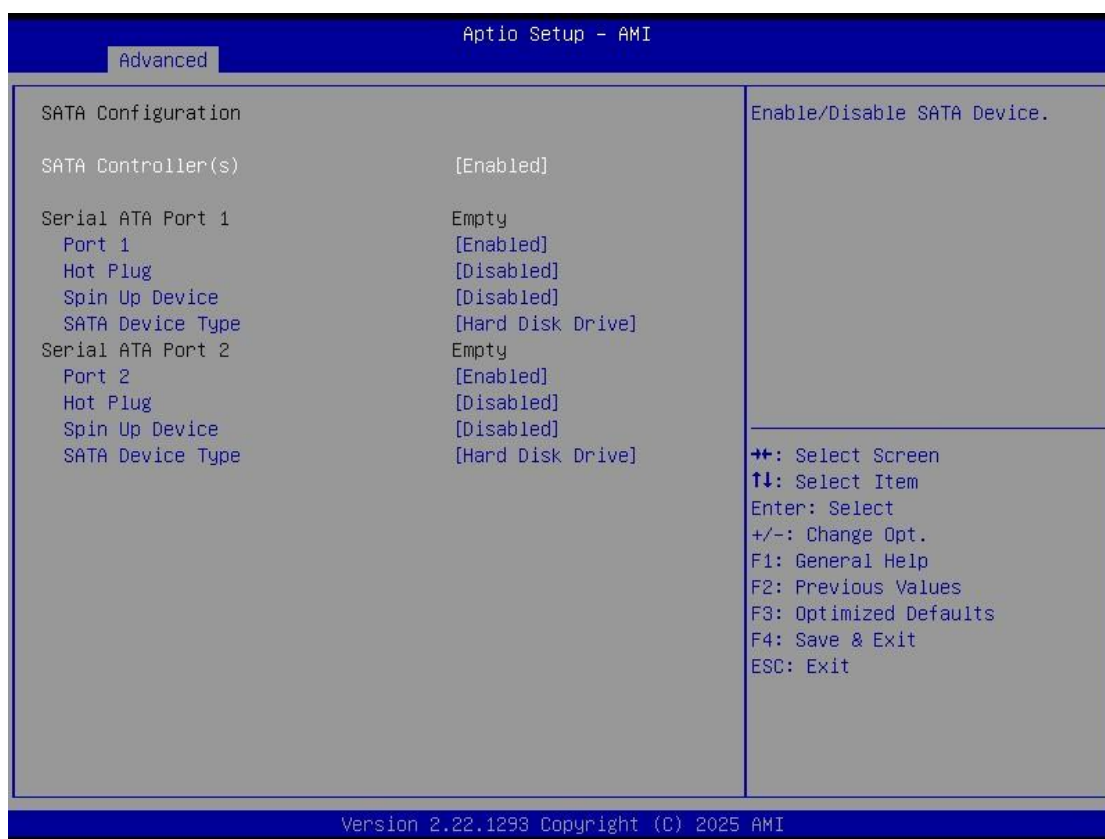 Aptio Setup – AMI
Advanced
SATA Configuration
SATA Controller(s) [Enabled]
Serial ATA Port 1 Empty
Port 1 [Enabled]
Hot Plug [Disabled]
Spin Up Device [Disabled]
SATA Device Type [Hard Disk Drive]
Serial ATA Port 2 Empty
Port 2 [Enabled]
Hot Plug [Disabled]
Spin Up Device [Disabled]
SATA Device Type [Hard Disk Drive]
Enable/Disable SATA Device.
→←: Select Screen
↑↓: Select Item
Enter: Select
+/-: Change Opt.
F1: General Help
F2: Previous Values
F3: Optimized Defaults
F4: Save & Exit
ESC: Exit
Version 2.22.1293 Copyright (C) 2025 AMI